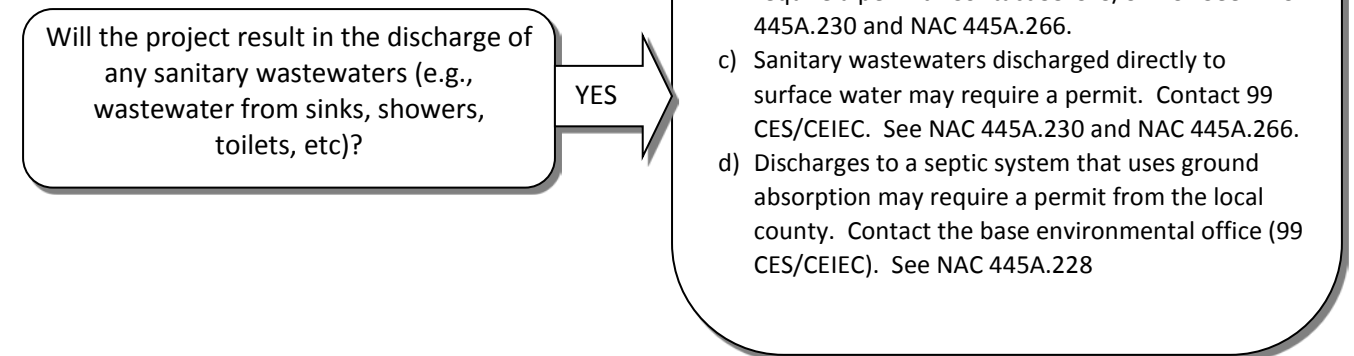 Will the project result in the discharge of
any sanitary wastewaters (e.g.,
wastewater from sinks, showers,
toilets, etc)?
YES
445A.230 and NAC 445A.266.
c) Sanitary wastewaters discharged directly to
surface water may require a permit. Contact 99
CES/CEIEC. See NAC 445A.230 and NAC 445A.266.
d) Discharges to a septic system that uses ground
absorption may require a permit from the local
county. Contact the base environmental office (99
CES/CEIEC). See NAC 445A.228